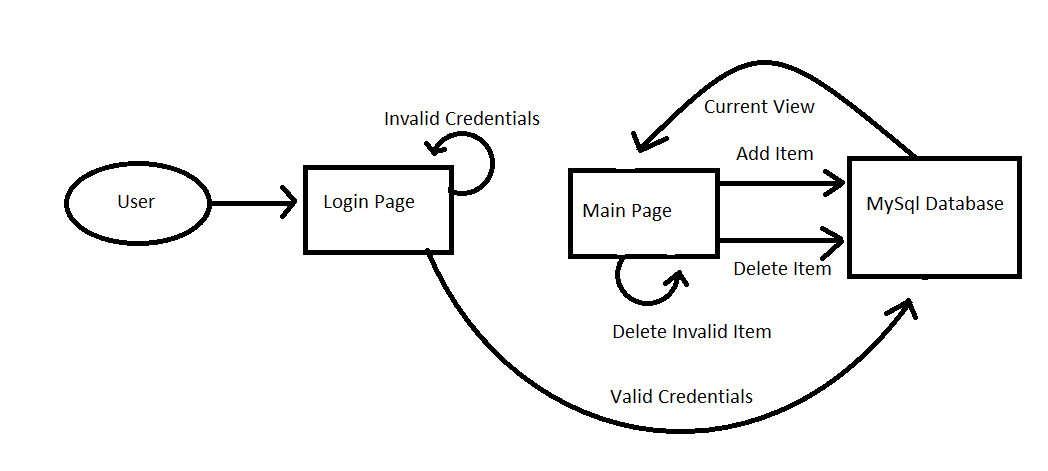 Current View
Invalid Credentials
Add Item
User
Login Page
Main Page
MySql Database
Delete Item
Delete Invalid Item
Valid Credentials